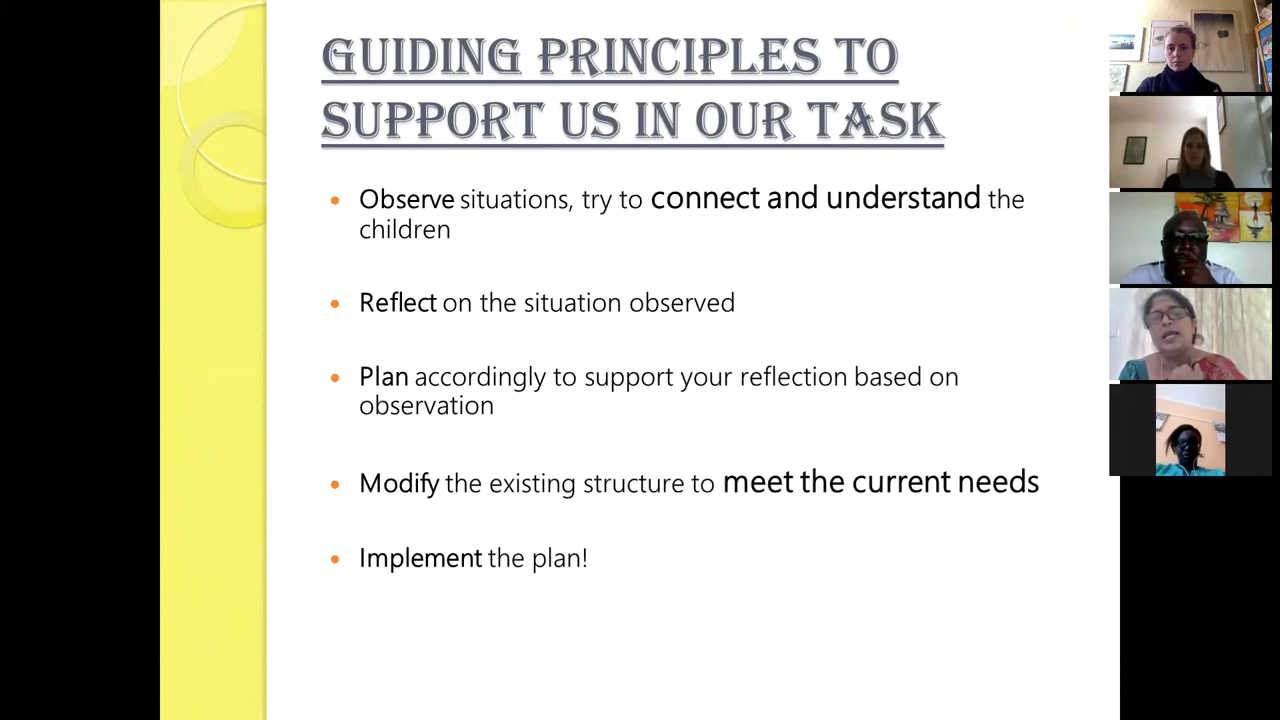 GUIDING PRINCIPLES TO
SUPPORT US IN OUR TASK
• Observe situations, try to connect and understand the
children
• Reflect on the situation observed
• Plan accordingly to support your reflection based on
observation
• Modify the existing structure to meet the current needs
• Implement the plan!